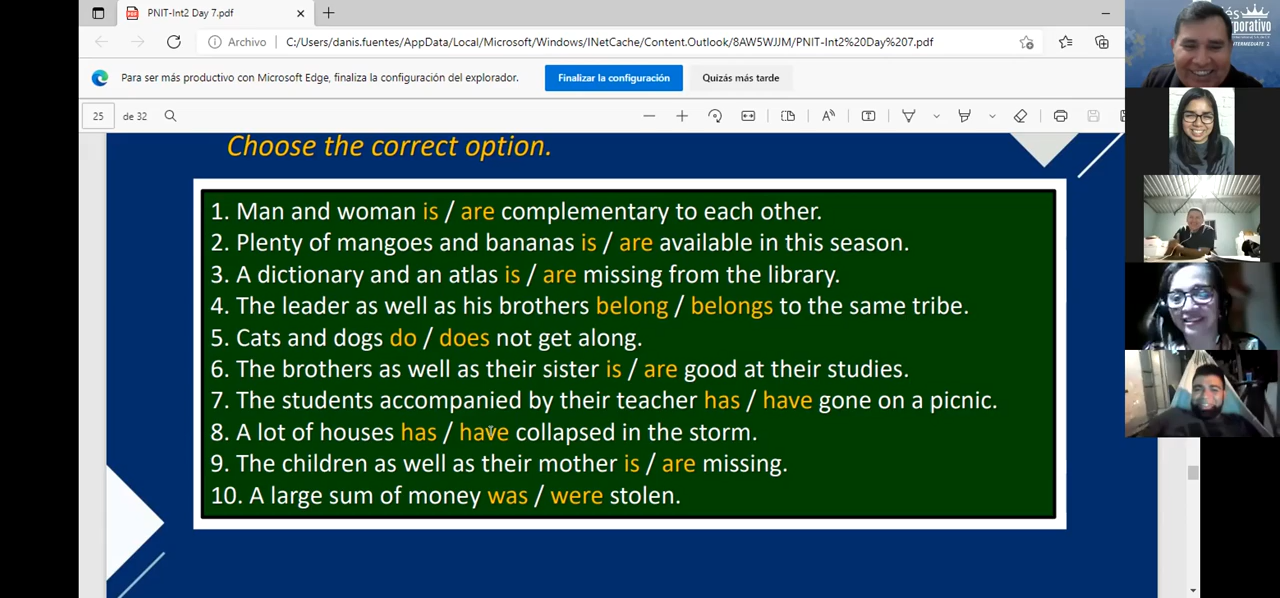 PNIT-Int2 Day 7.pdf
Archivo C:/Users/danis.fuentes/AppData/Local/Microsoft/Windows/INetCache/Content.Outlook/8AW5WJJM/PNIT-Int2%20Day%207.pdf
Para ser más productivo con Microsoft Edge, finaliza la configuración del explorador. Finalizar la configuración Quizás más tarde
25 de 32
Choose the correct option.
1. Man and woman is / are complementary to each other.
2. Plenty of mangoes and bananas is / are available in this season.
3. A dictionary and an atlas is / are missing from the library.
4. The leader as well as his brothers belong / belongs to the same tribe.
5. Cats and dogs do / does not get along.
6. The brothers as well as their sister is / are good at their studies.
7. The students accompanied by their teacher has / have gone on a picnic.
8. A lot of houses has / have collapsed in the storm.
9. The children as well as their mother is / are missing.
10. A large sum of money was / were stolen.